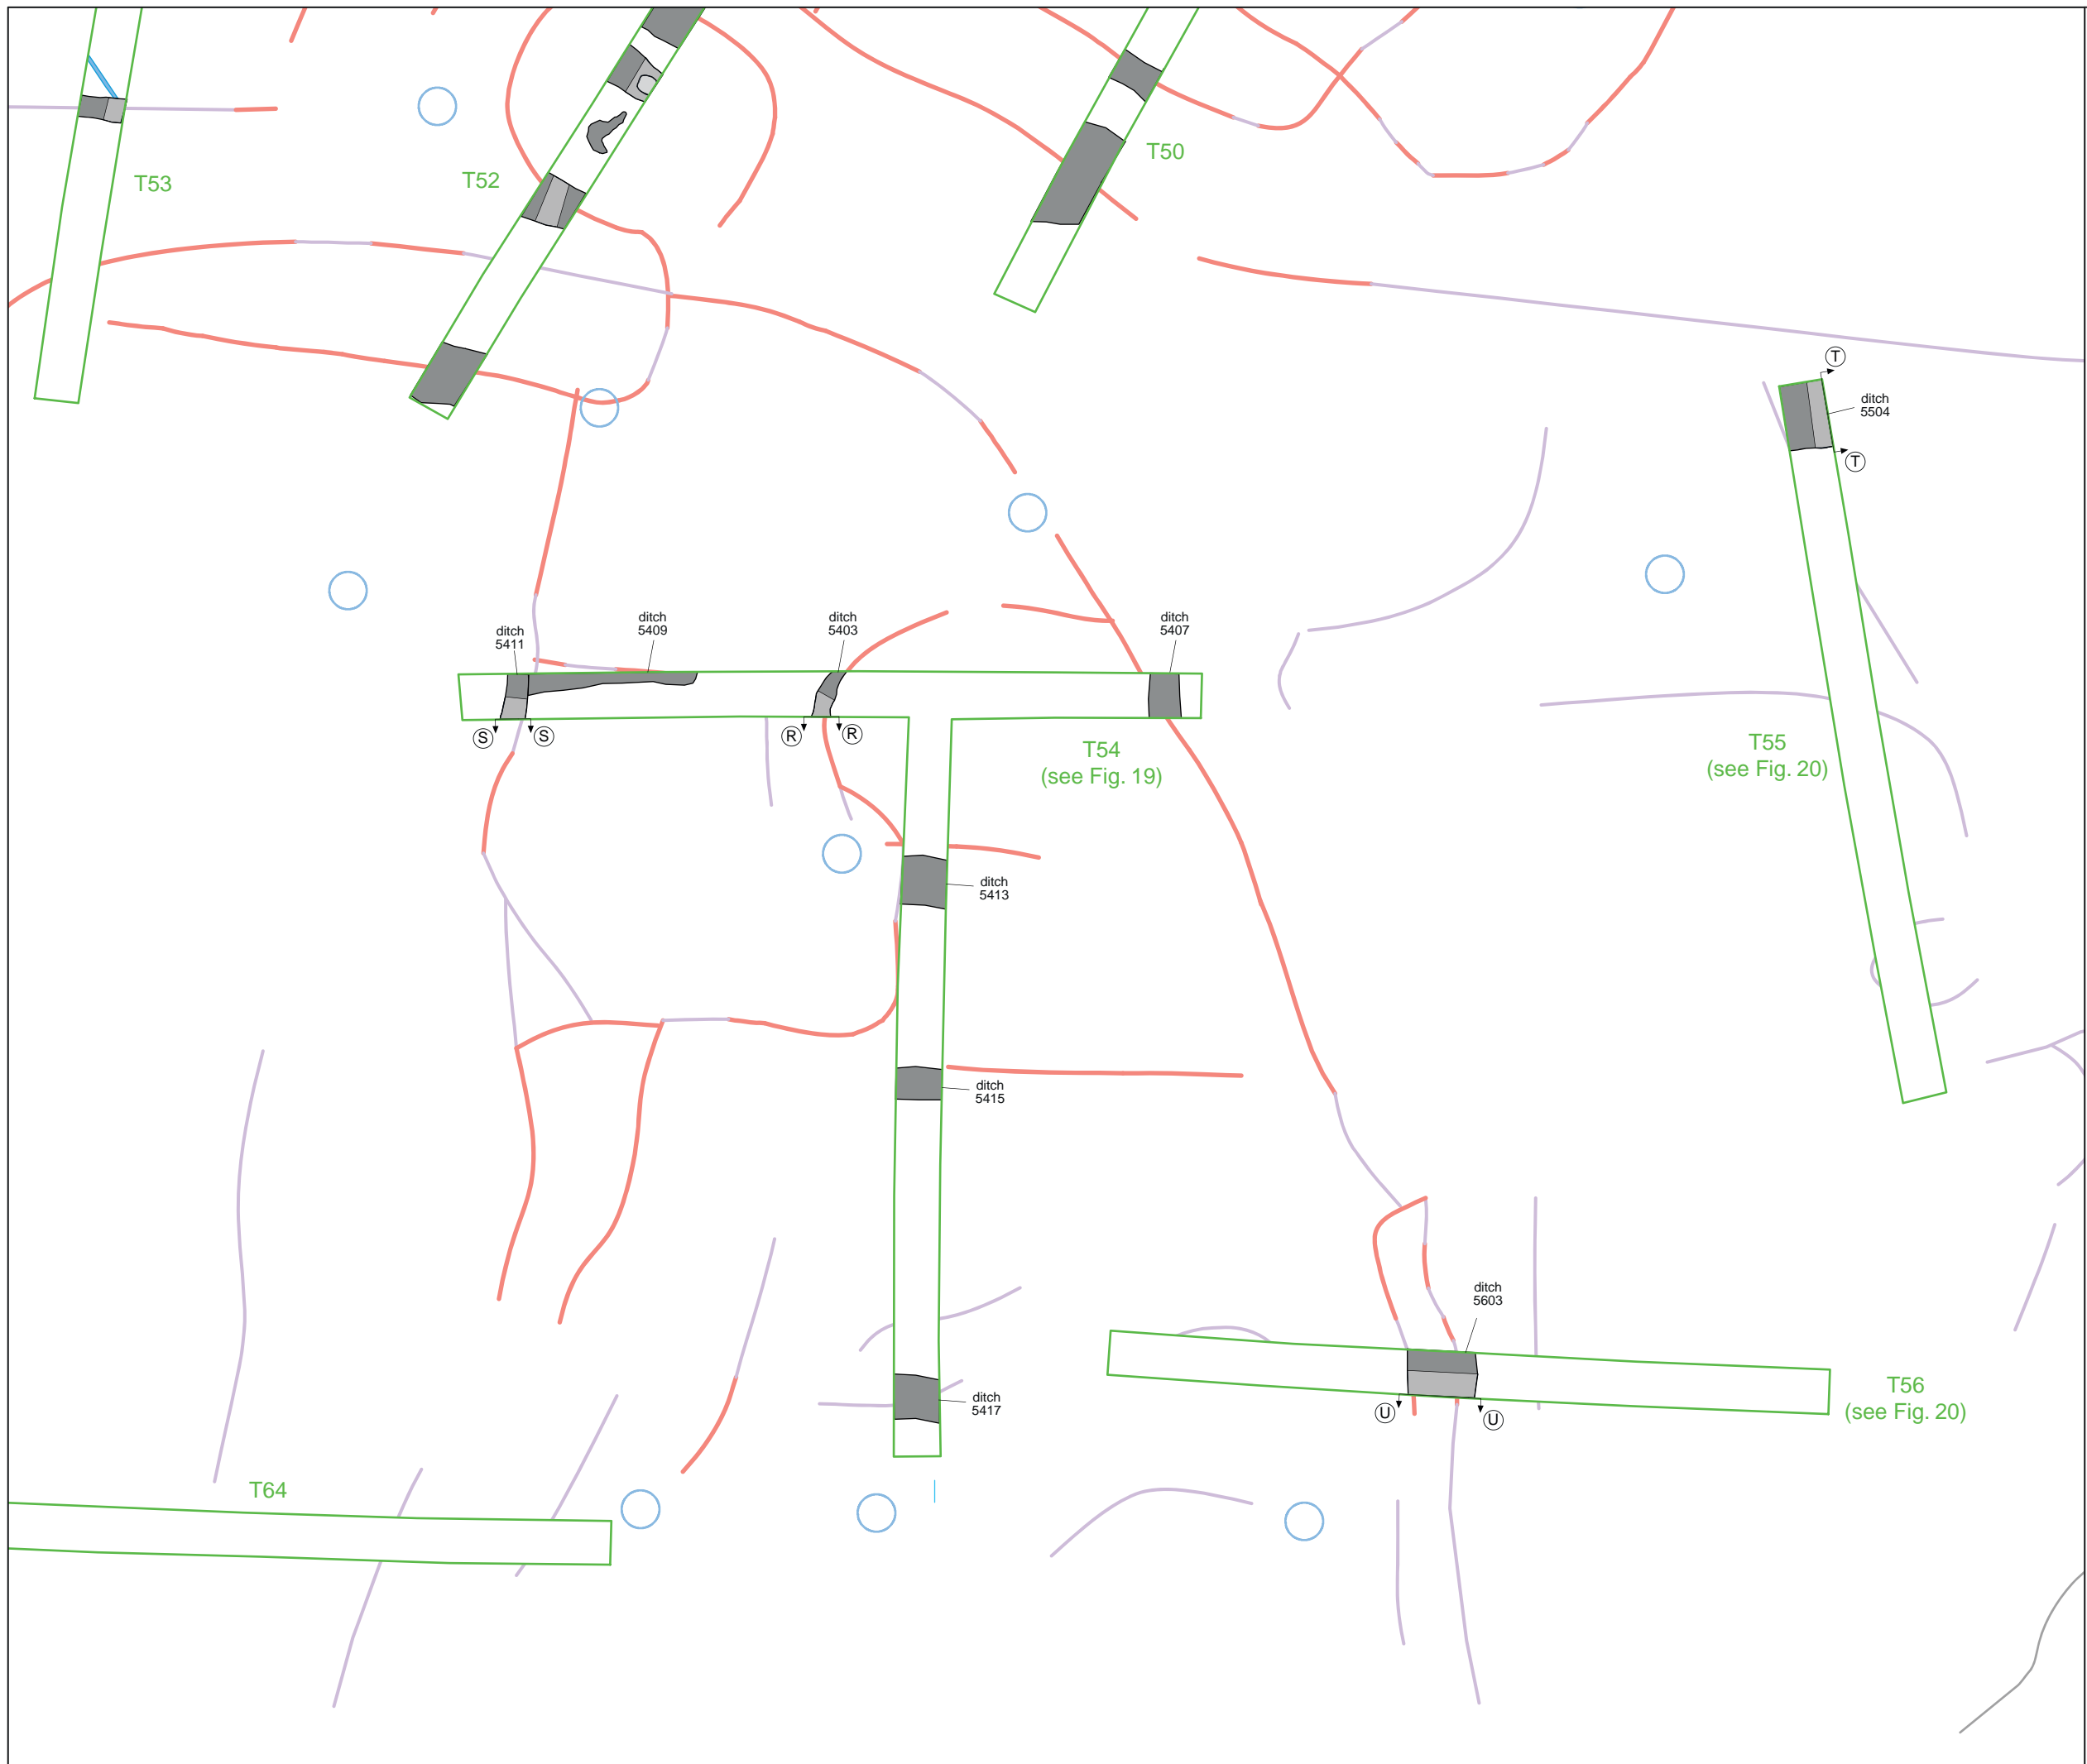 T50
T53
T52
T
ditch
5504
T
ditch
5411
ditch
5409
ditch
5403
ditch
5407
S
S
R
R
T54
(see Fig. 19)
T55
(see Fig. 20)
ditch
5413
ditch
5415
ditch
5603
ditch
5417
U
U
T56
(see Fig. 20)
T64